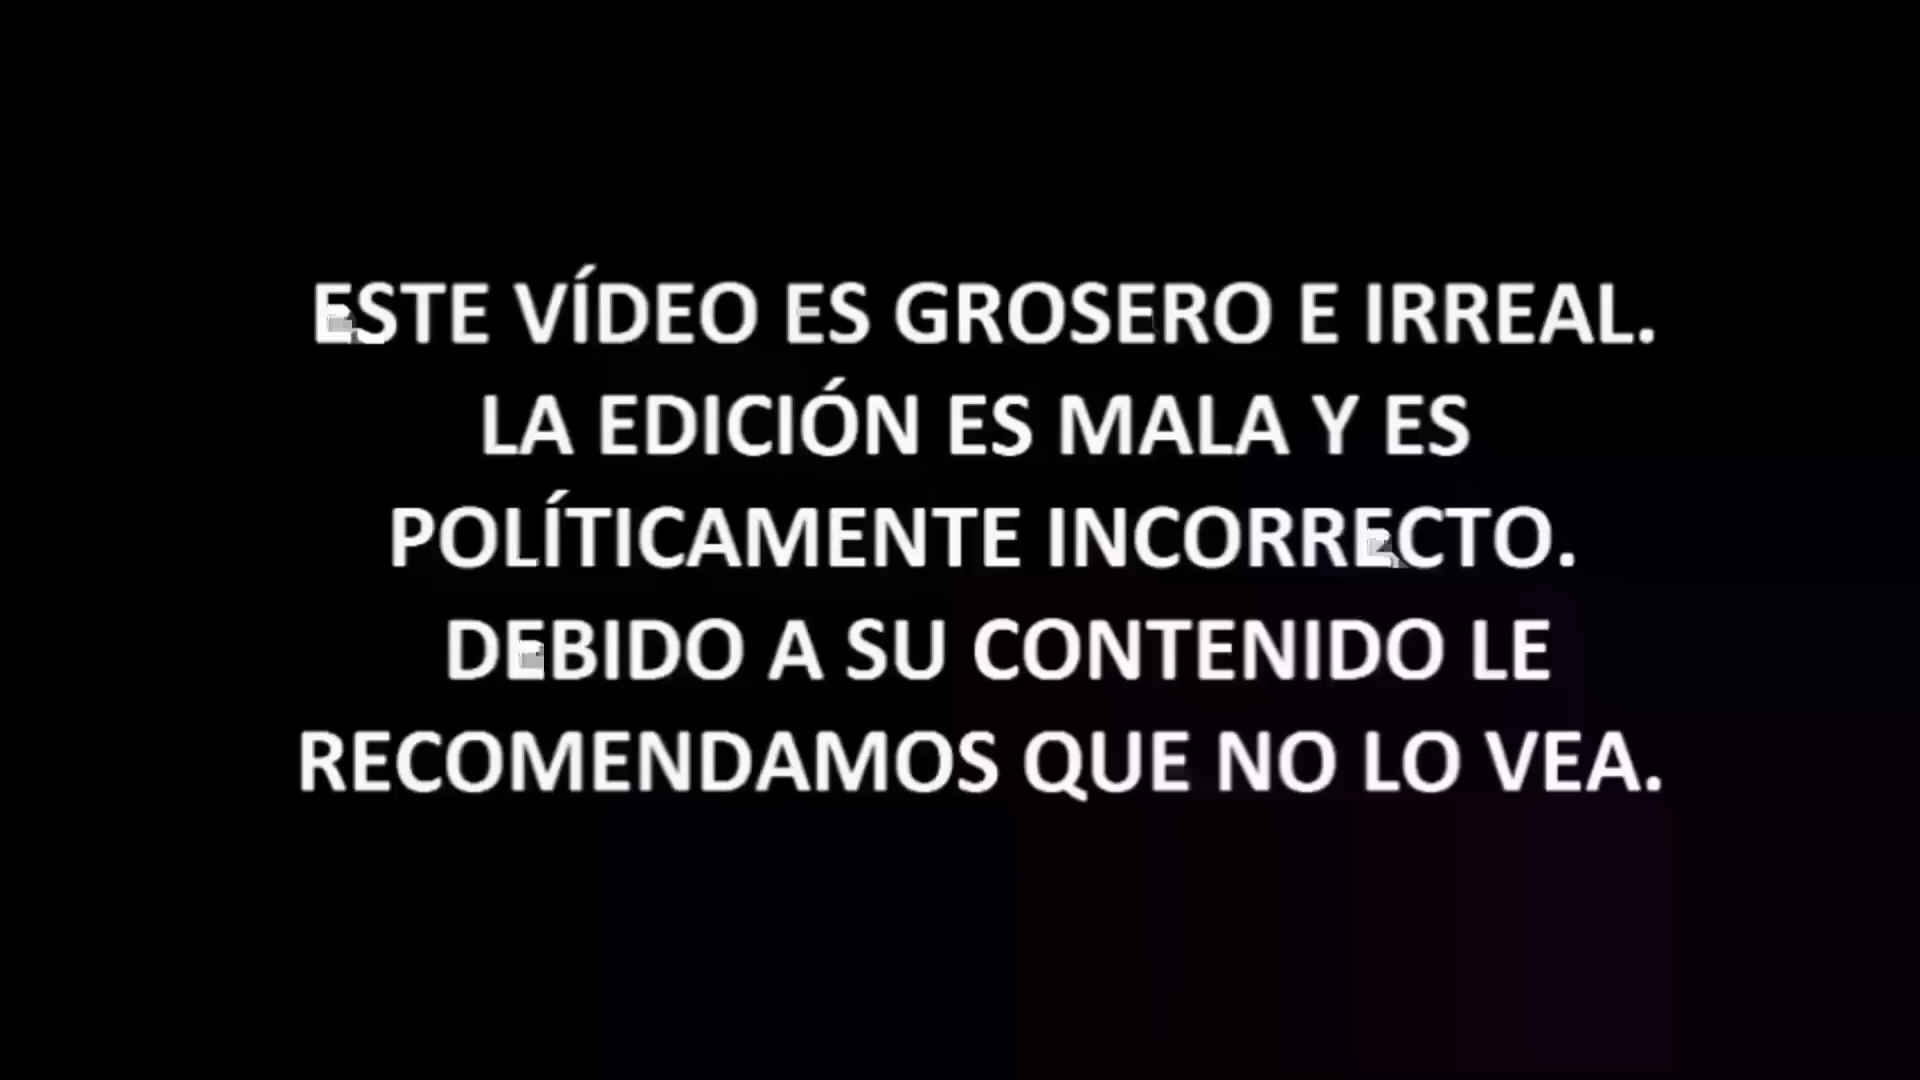 ESTE VÍDEO ES GROSERO E IRREAL.
LA EDICIÓN ES MALA Y ES
POLÍTICAMENTE INCORRECTO.
DEBIDO A SU CONTENIDO LE
RECOMENDAMOS QUE NO LO VEA.